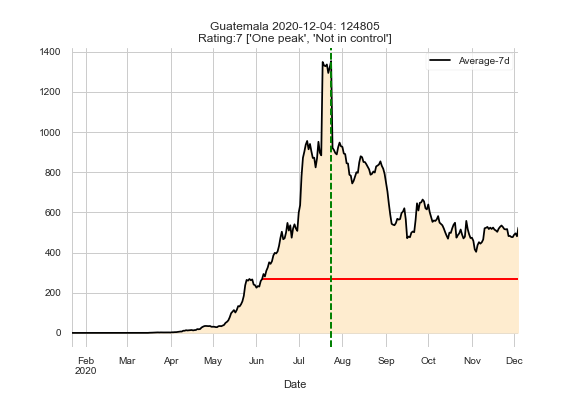 Guatemala 2020-12-04: 124805
Rating:7 ['One peak', 'Not in control']
Average-7d
1400
1200
1000
800
600
400
200
0
Feb Mar Apr May Jun Jul Aug Sep Oct Nov Dec
2020
Date